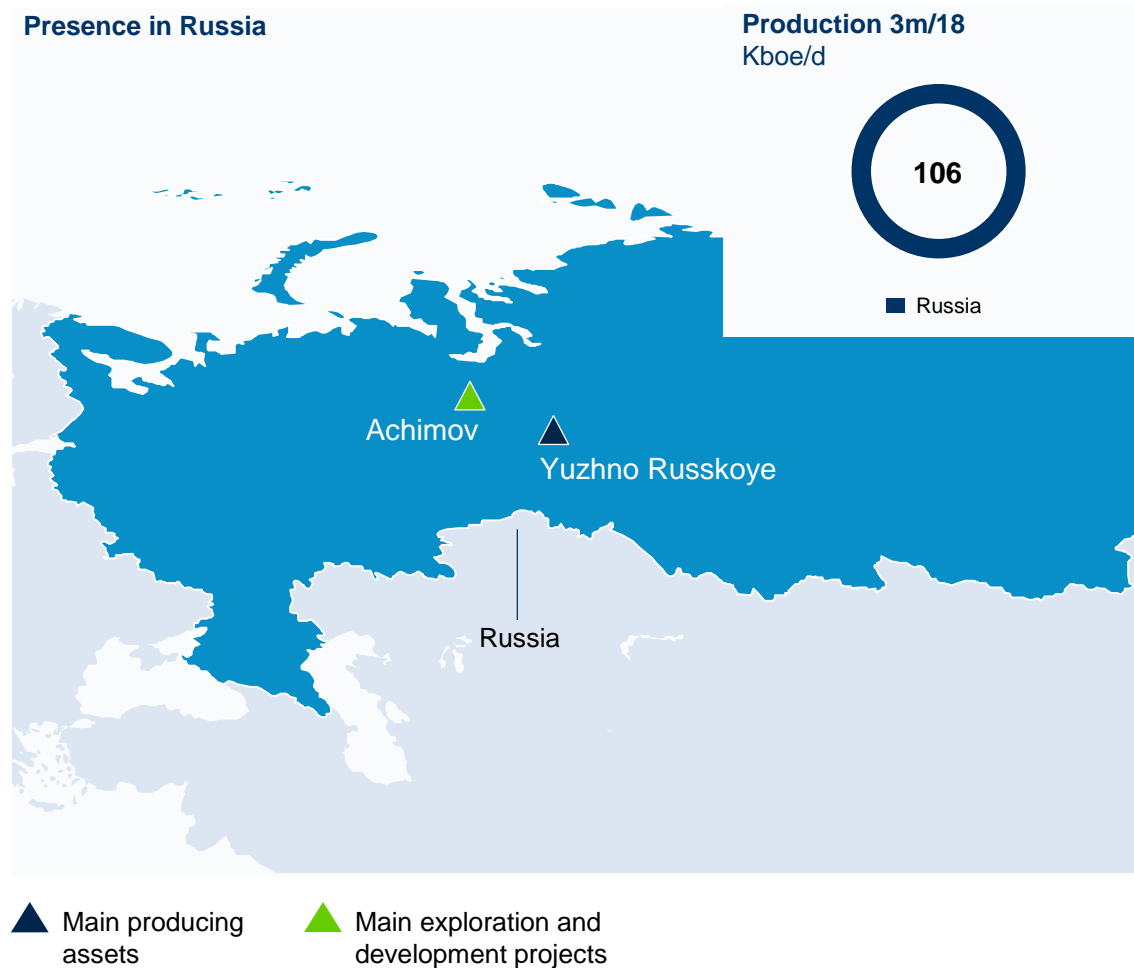 Presence in Russia
Production 3m/18
Kboe/d
106
Russia
Achimov
Yuzhno Russkoye
Russia
Main producing
assets
Main exploration and
development projects